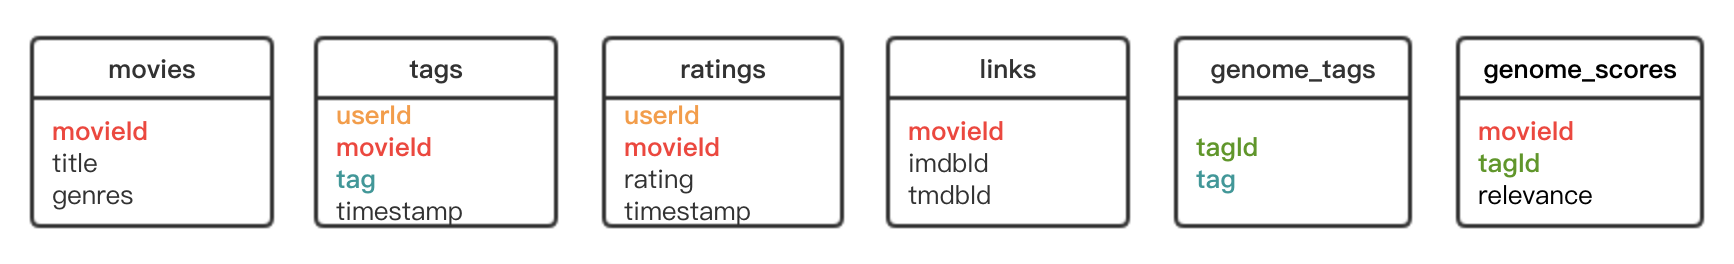 movies
movieId
title
genres
tags
userId
movieId
tag
timestamp
ratings
userId
movieId
rating
timestamp
links
movieId
imdbId
tmdbId
genome_tags
tagId
tag
genome_scores
movieId
tagId
relevance